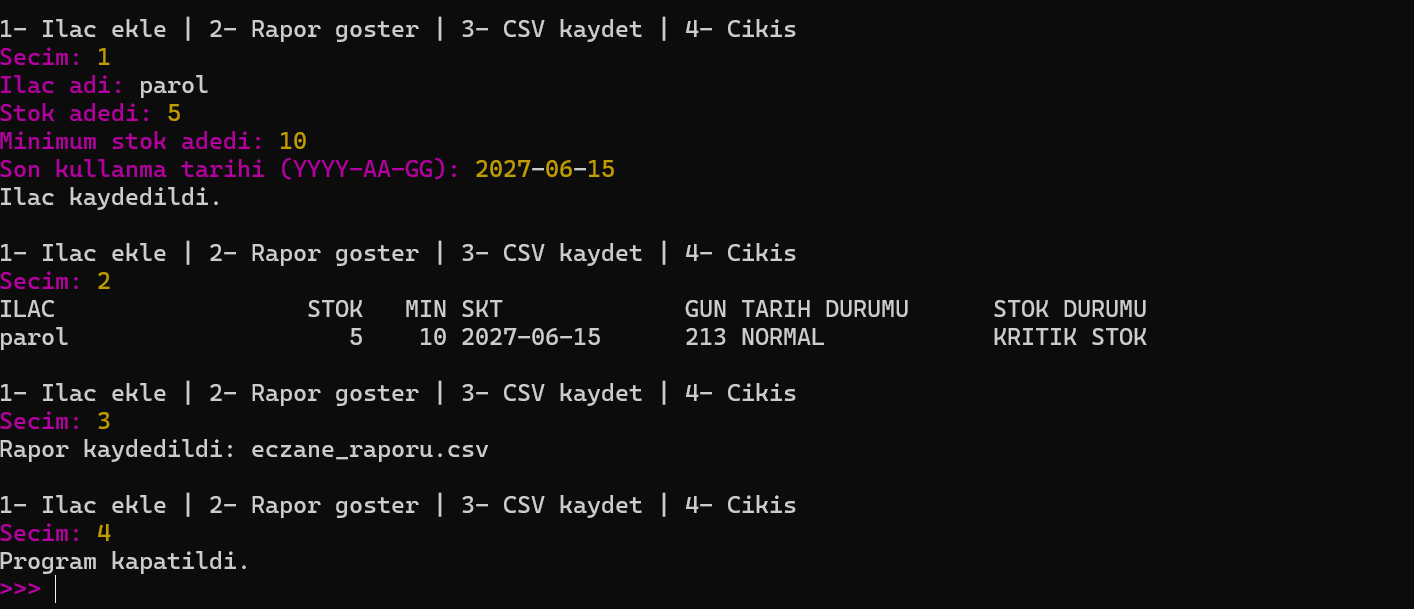 1- Ilac ekle | 2- Rapor goster | 3- CSV kaydet | 4- Cikis
Secim: 1
Ilac adi: parol
Stok adedi: 5
Minimum stok adedi: 10
Son kullanma tarihi (YYYY-AA-GG): 2027-06-15
Ilac kaydedildi.
1- Ilac ekle | 2- Rapor goster | 3- CSV kaydet | 4- Cikis
Secim: 2
ILAC STOK MIN SKT GUN TARIH DURUMU STOK DURUMU
parol 5 10 2027-06-15 213 NORMAL KRITIK STOK
1- Ilac ekle | 2- Rapor goster | 3- CSV kaydet | 4- Cikis
Secim: 3
Rapor kaydedildi: eczane_raporu.csv
1- Ilac ekle | 2- Rapor goster | 3- CSV kaydet | 4- Cikis
Secim: 4
Program kapatildi.
>>>